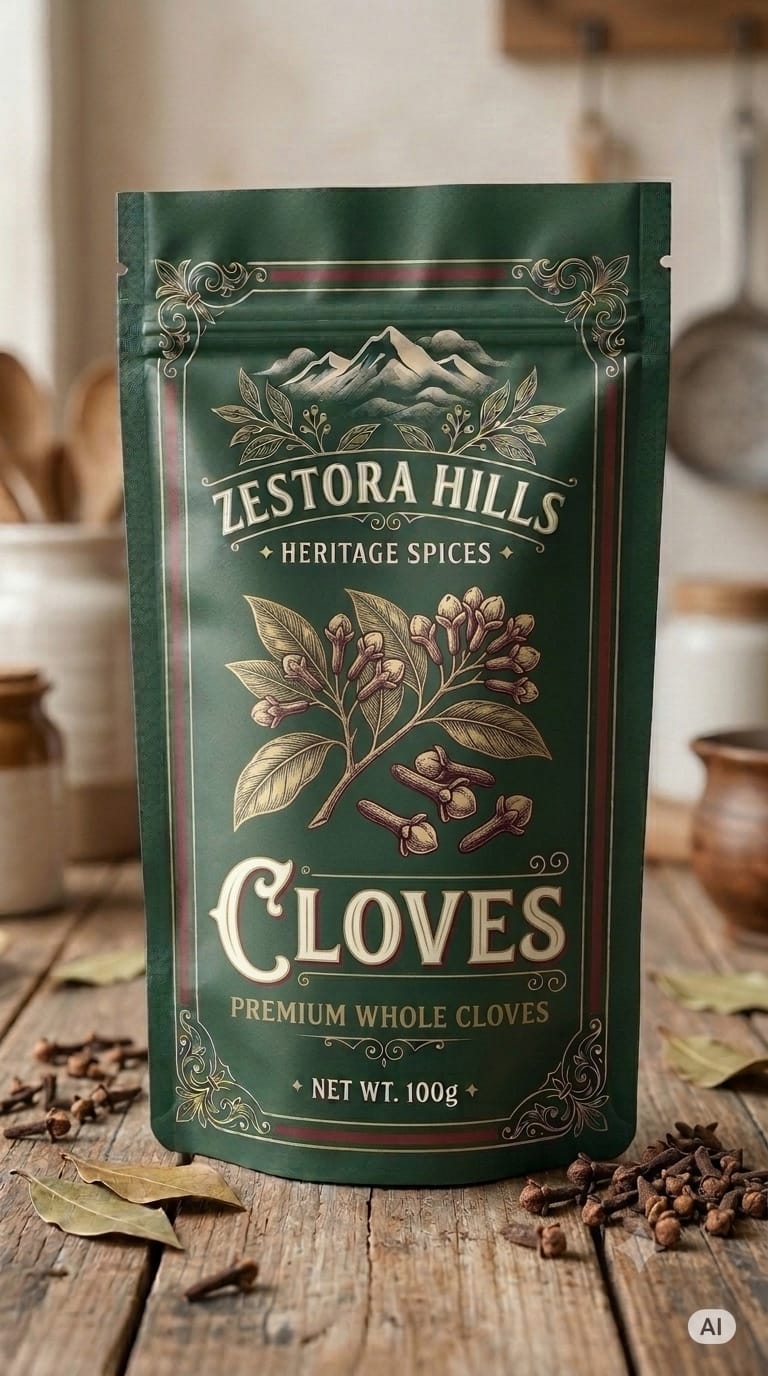 ZESTORA HILLS
HERITAGE SPICES
CLOVES
PREMIUM WHOLE CLOVES
NET WT. 100g
AI